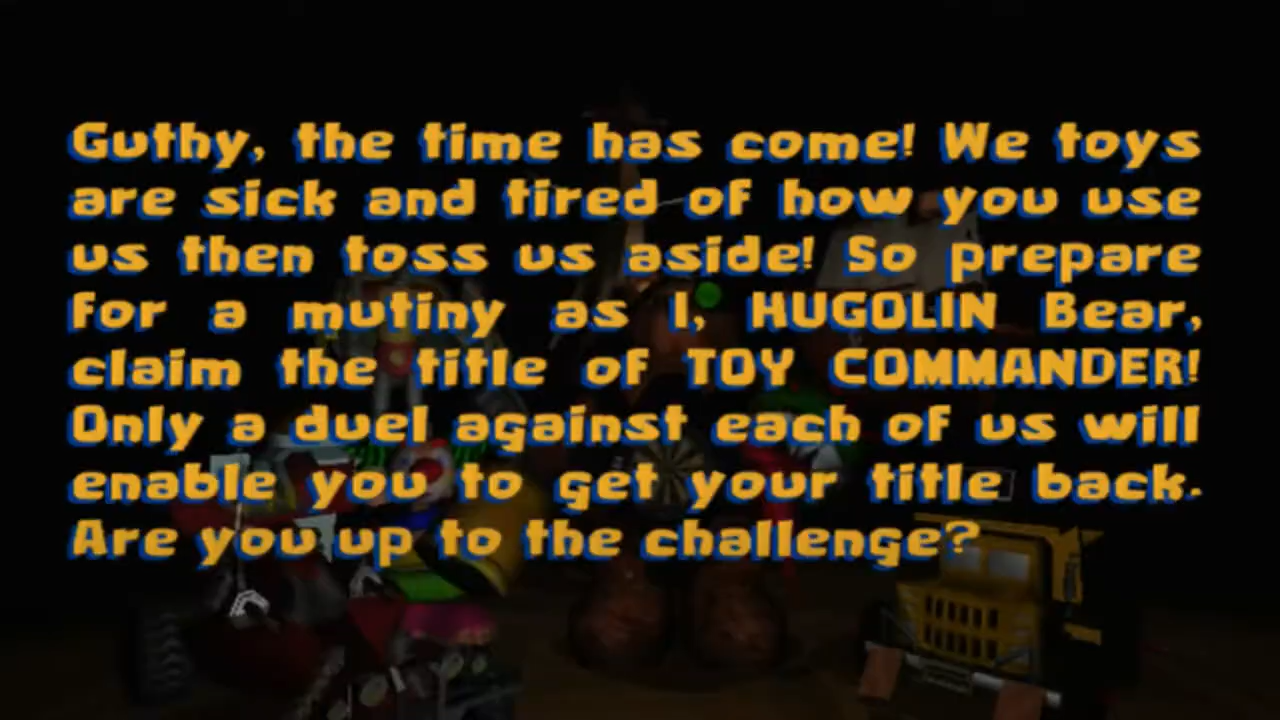 Guthy, the time has come! We toys
are sick and tired of how you use
us then toss us aside! So prepare
for a mutiny as I, HUGOLIN Bear,
claim the title of TOY COMMANDER!
Only a duel against each of us will
enable you to get your title back.
Are you up to the challenge?